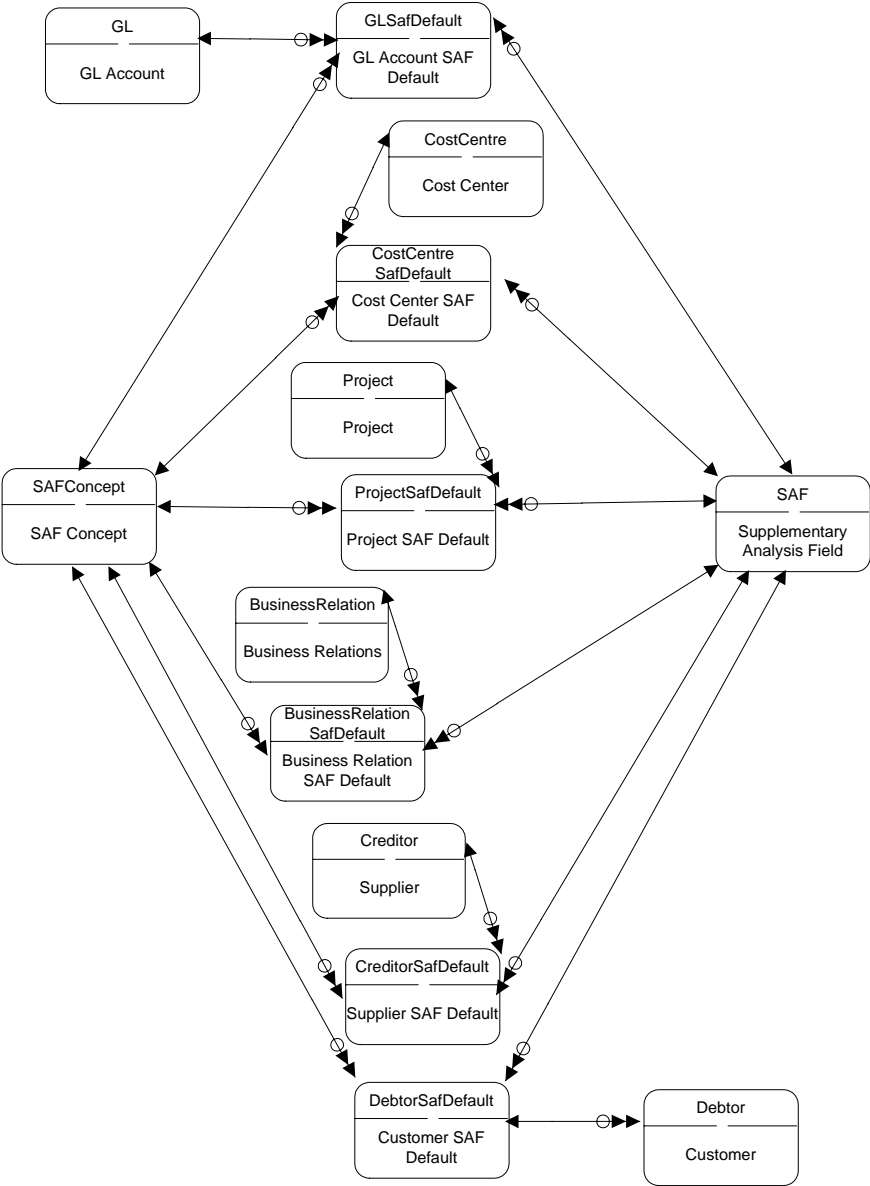 GL
GL Account
GLSafDefault
GL Account SAF
Default
CostCentre
Cost Center
CostCentre
SafDefault
Cost Center SAF
Default
Project
Project
SAFConcept
SAF Concept
ProjectSafDefault
Project SAF Default
SAF
Supplementary
Analysis Field
BusinessRelation
Business Relations
BusinessRelation
SafDefault
Business Relation
SAF Default
Creditor
Supplier
CreditorSafDefault
Supplier SAF Default
DebtorSafDefault
Customer SAF
Default
Debtor
Customer